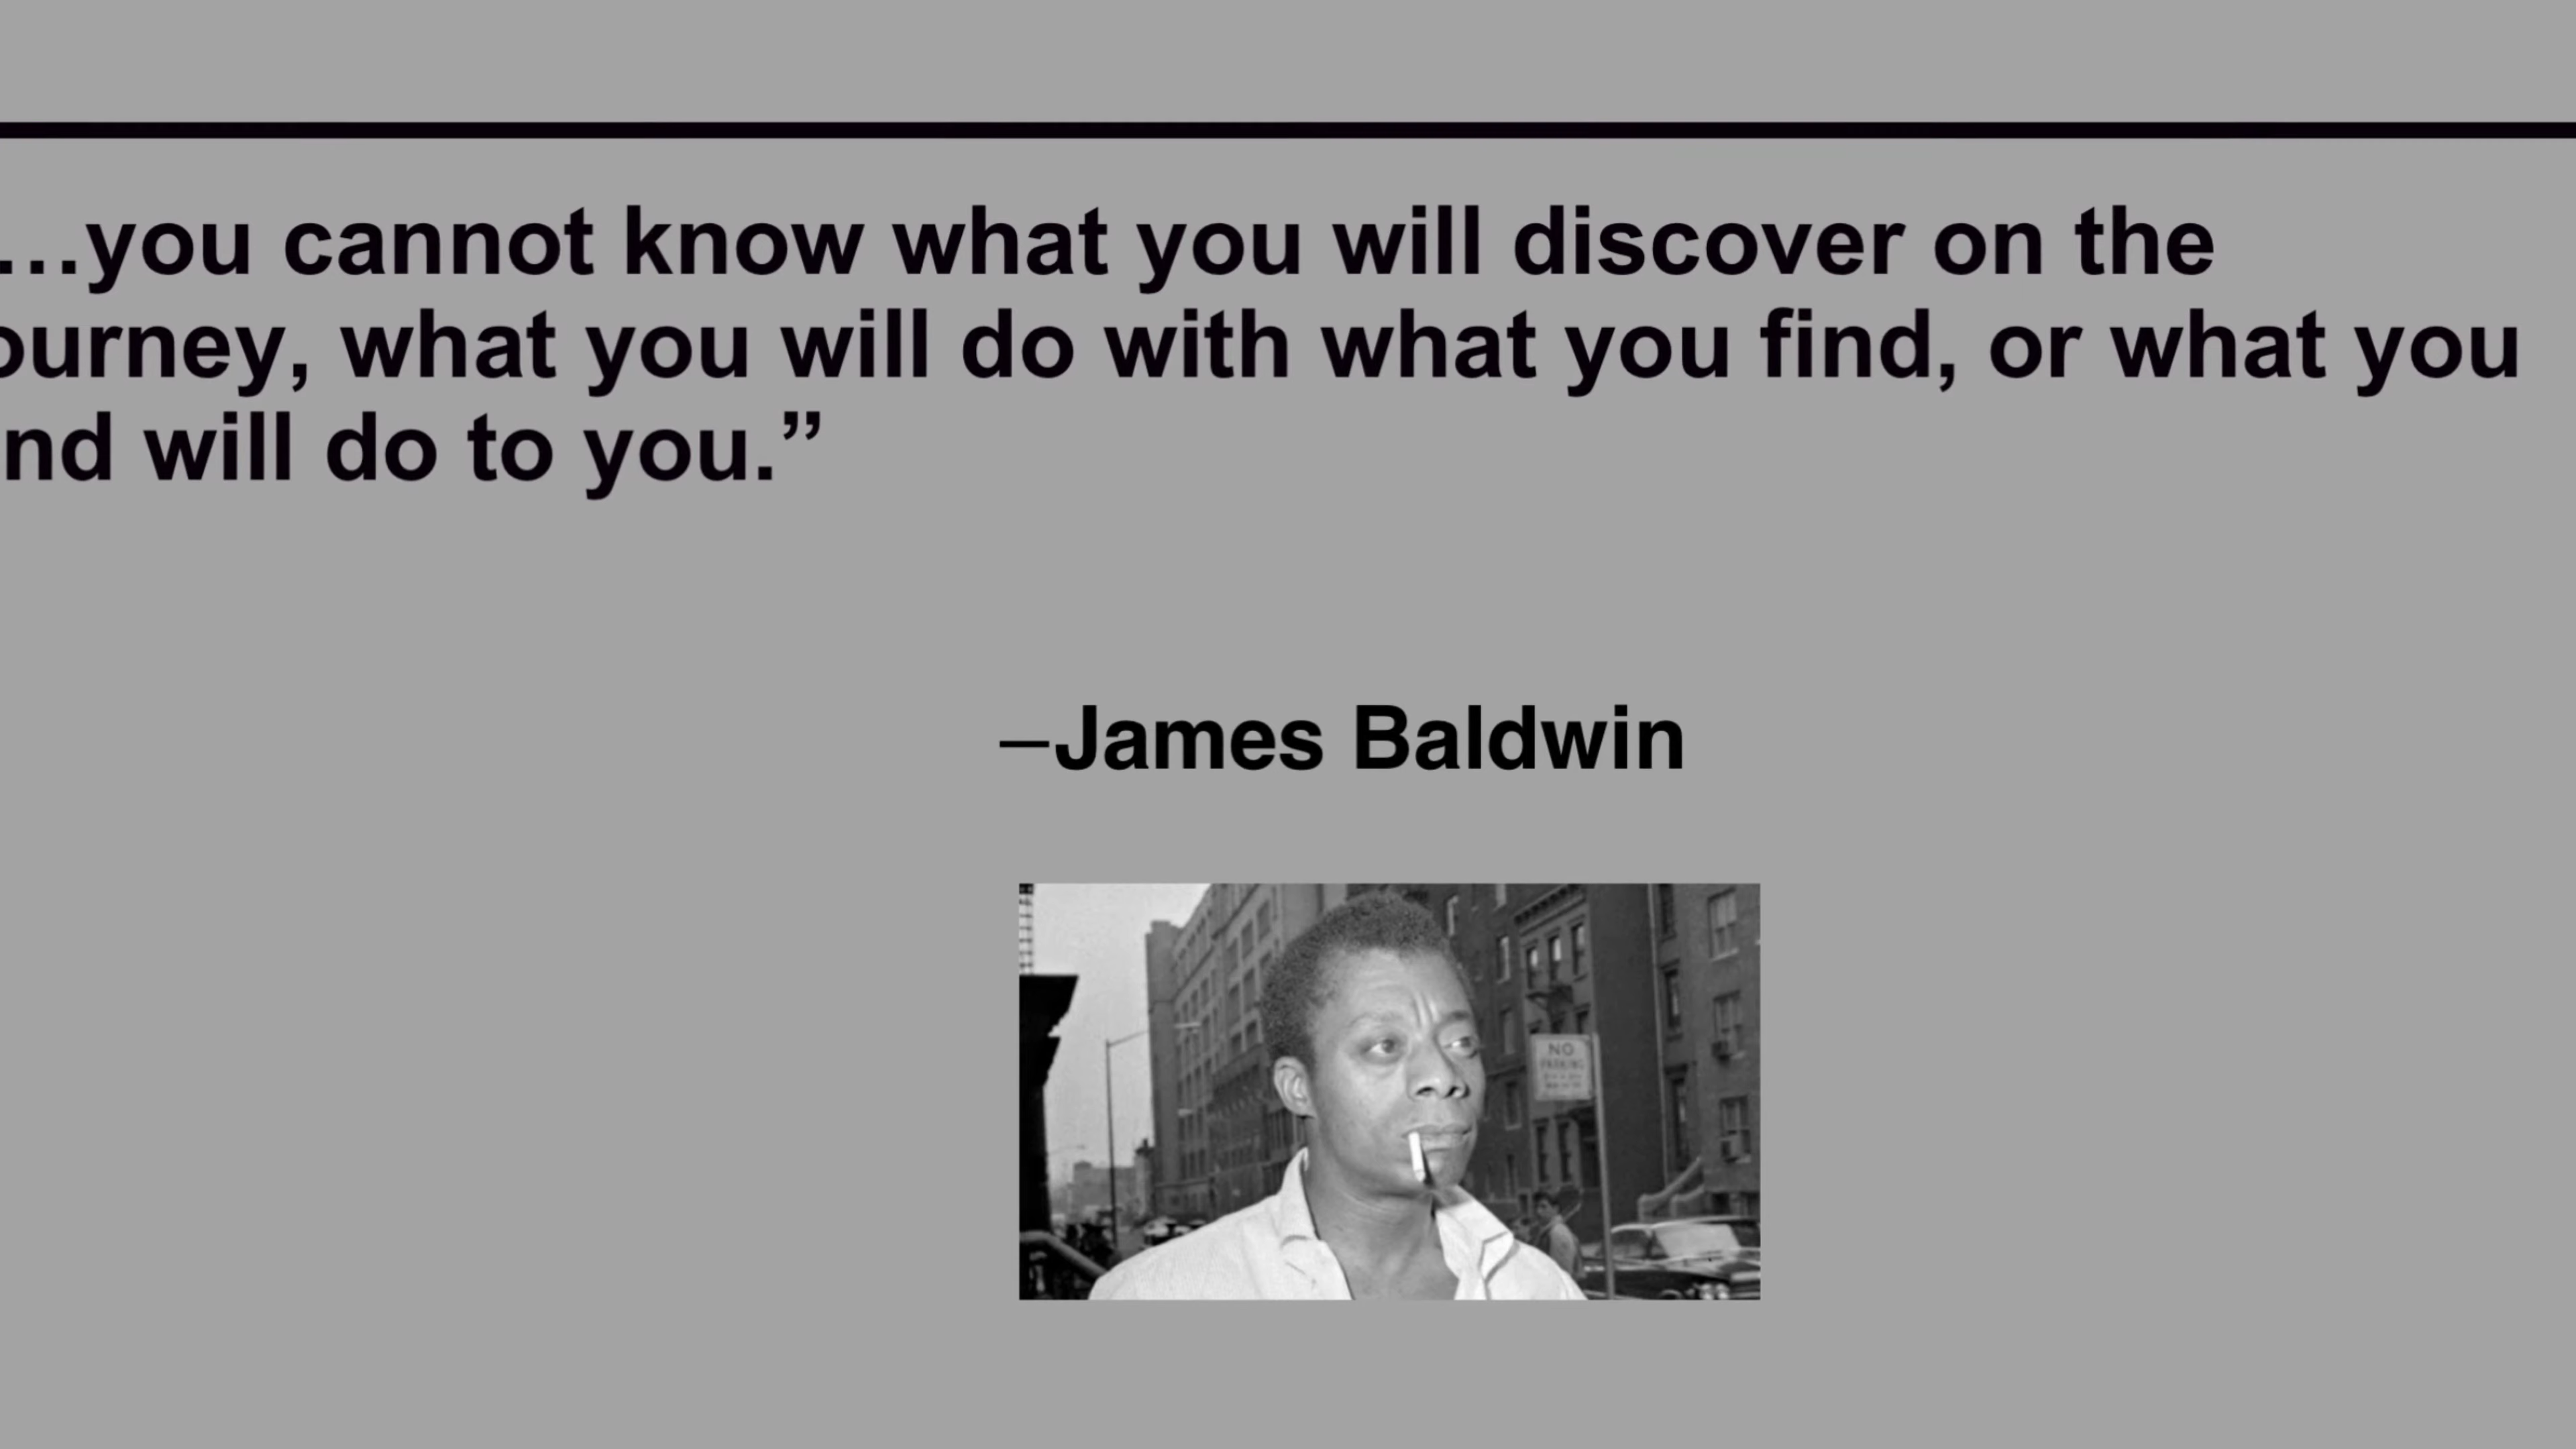 …you cannot know what you will discover on the
ourney, what you will do with what you find, or what you
nd will do to you.”
–James Baldwin
NO
PARKING